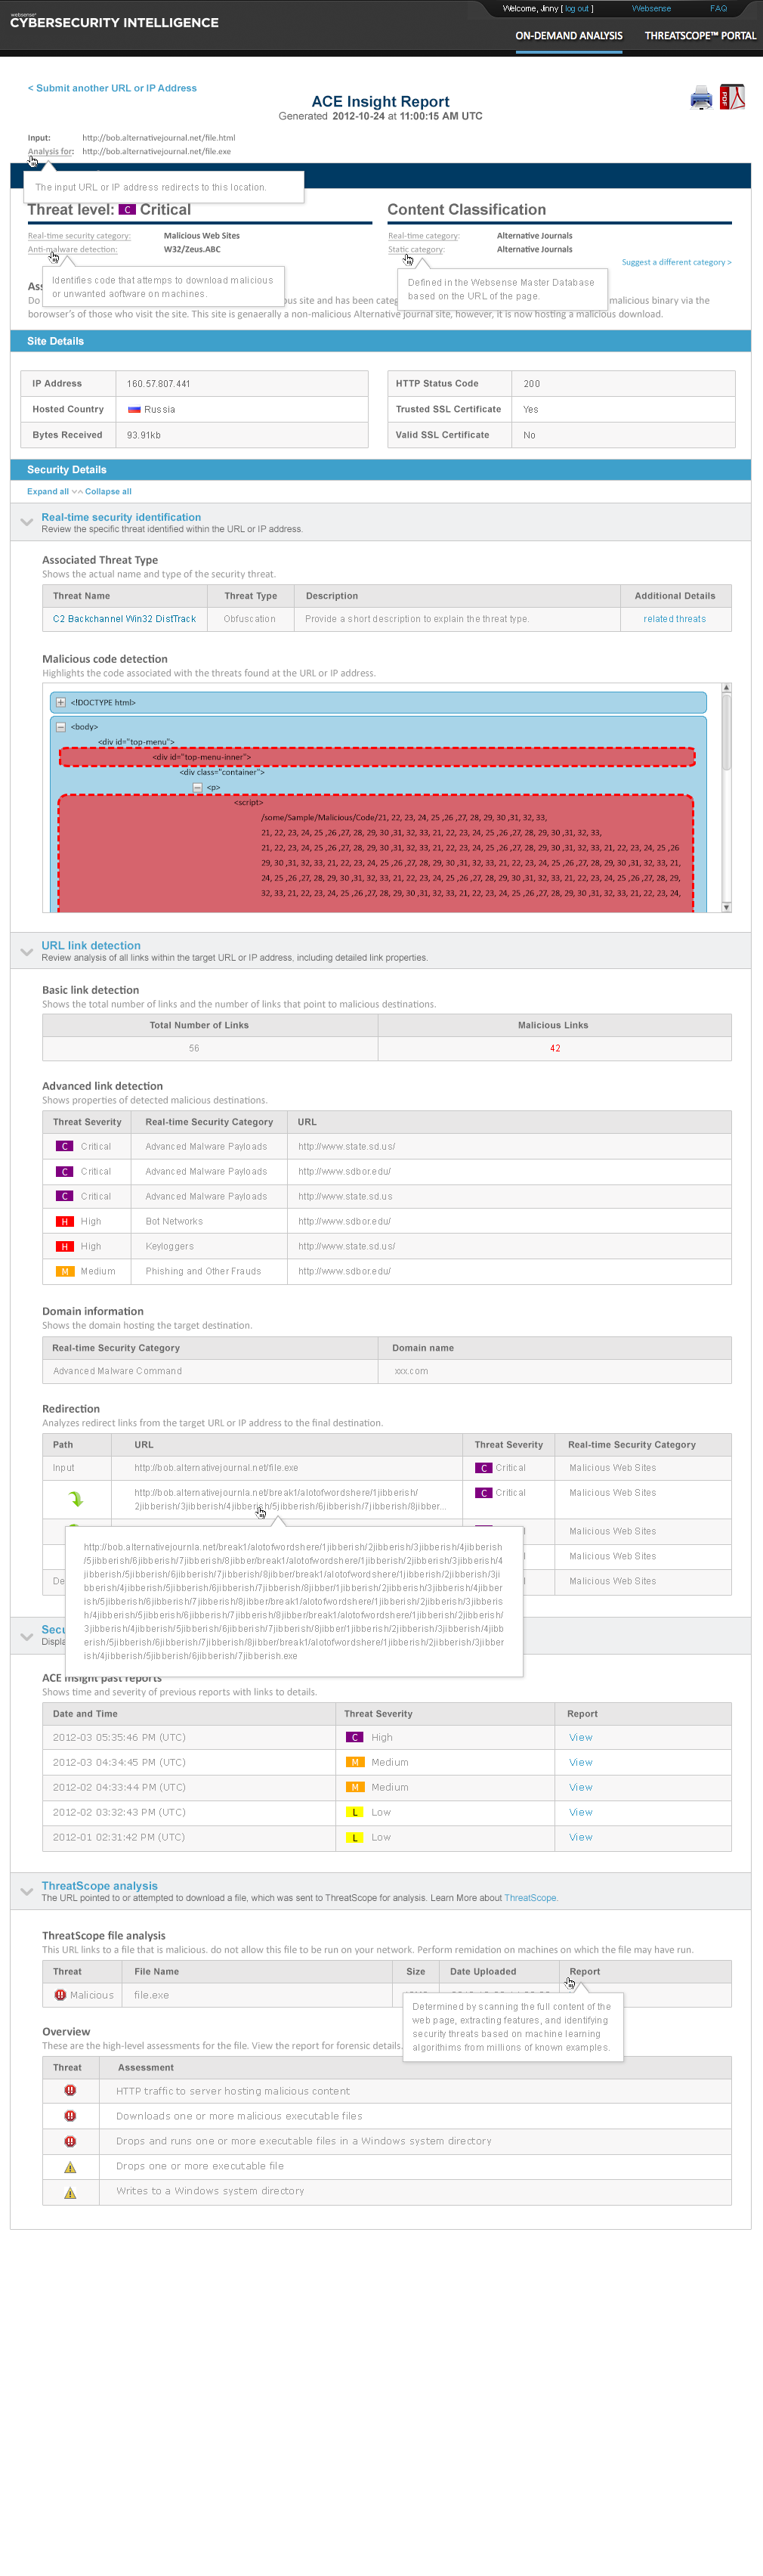 websense®
CYBERSECURITY INTELLIGENCE
Welcome, Jinny [ log out ]
Websense
FAQ
ON-DEMAND ANALYSIS
THREATSCOPE™ PORTAL
< Submit another URL or IP Address
ACE Insight Report
Generated 2012-10-24 at 11:00:15 AM UTC
PDF
Input: http://bob.alternativejournal.net/file.html
Analysis for: http://bob.alternativejournal.net/file.exe
The input URL or IP address redirects to this location.
Threat level: C Critical
Real-time security category: Malicious Web Sites
Anti-malware detection: W32/Zeus.ABC
Identifies code that attemps to download malicious
or unwanted aoftwash on machines.
Content Classification
Real-time category: Alternative Journals
Static category: Alternative Journals
Suggest a different category >
Defined in the Websense Master Database
based on the URL of the page.
Do
ous site and has been categ
malicious binary via the
borowser's of those who visit the site. This site is genaerally a non-malicious Alternative journal site, however, it is now hosting a malicious download.
Site Details
IP Address 160.57.807.441
Hosted Country Russia
Bytes Received 93.91kb
HTTP Status Code 200
Trusted SSL Certificate Yes
Valid SSL Certificate No
Security Details
Expand all Collapse all
Real-time security identification
Review the specific threat identified within the URL or IP address.
Associated Threat Type
Shows the actual name and type of the security threat.
Threat Name Threat Type Description Additional Details
C2 Backchannel Win32 DistTrack Obfuscation Provide a short description to explain the threat type. related threats
Malicious code detection
Highlights the code associated with the threats found at the URL or IP address.
<!DOCTYPE html>
<body>
<div id="top-menu">
<div id="top-menu-inner">
<div class="container">
<p>
<script>
/some/Sample/Malicious/Code/21, 22, 23, 24, 25 ,26 ,27, 28, 29, 30 ,31, 32, 33,
21, 22, 23, 24, 25 ,26 ,27, 28, 29, 30 ,31, 32, 33, 21, 22, 23, 24, 25 ,26 ,27, 28, 29, 30 ,31, 32, 33,
21, 22, 23, 24, 25 ,26 ,27, 28, 29, 30 ,31, 32, 33, 21, 22, 23, 24, 25 ,26 ,27, 28, 29, 30 ,31, 32, 33, 21, 22, 23, 24, 25 ,26
29, 30 ,31, 32, 33, 21, 22, 23, 24, 25 ,26 ,27, 28, 29, 30 ,31, 32, 33, 21, 22, 23, 24, 25 ,26 ,27, 28, 29, 30 ,31, 32, 33, 21,
24, 25 ,26 ,27, 28, 29, 30 ,31, 32, 33, 21, 22, 23, 24, 25 ,26 ,27, 28, 29, 30 ,31, 32, 33, 21, 22, 23, 24, 25 ,26 ,27, 28, 29,
32, 33, 21, 22, 23, 24, 25 ,26 ,27, 28, 29, 30 ,31, 32, 33, 21, 22, 23, 24, 25 ,26 ,27, 28, 29, 30 ,31, 32, 33, 21, 22, 23, 24,
URL link detection
Review analysis of all links within the target URL or IP address, including detailed link properties.
Basic link detection
Shows the total number of links and the number of links that point to malicious destinations.
Total Number of Links Malicious Links
56 42
Advanced link detection
Shows properties of detected malicious destinations.
Threat Severity Real-time Security Category URL
C Critical Advanced Malware Payloads http://www.state.sd.us/
C Critical Advanced Malware Payloads http://www.sdbor.edu/
C Critical Advanced Malware Payloads http://www.state.sd.us
H High Bot Networks http://www.sdbor.edu/
H High Keyloggers http://www.state.sd.us/
M Medium Phishing and Other Frauds http://www.sdbor.edu/
Domain information
Shows the domain hosting the target destination.
Real-time Security Category Domain name
Advanced Malware Command xxx.com
Redirection
Analyzes redirect links from the target URL or IP address to the final destination.
Path URL Threat Severity Real-time Security Category
Input http://bob.alternativejournal.net/file.exe C Critical Malicious Web Sites
http://bob.alternativejournla.net/break1/alotofwordshere/1jibberish/ C Critical Malicious Web Sites
2jibberish/3jibberish/4jibberish/5jibberish/6jibberish/7jibberish/8jibber...
Malicious Web Sites
Malicious Web Sites
De Malicious Web Sites
http://bob.alternativejournla.net/break1/alotofwordshere/1jibberish/2jibberish/3jibberish/4jibberish
/5jibberish/6jibberish/7jibberish/8jibber/break1/alotofwordshere/1jibberish/2jibberish/3jibberish/4
jibberish/5jibberish/6jibberish/7jibberish/8jibber/break1/alotofwordshere/1jibberish/2jibberish/3ji
bberish/4jibberish/5jibberish/6jibberish/7jibberish/8jibber/1jibberish/2jibberish/3jibberish/4jibber
ish/5jibberish/6jibberish/7jibberish/8jibber/break1/alotofwordshere/1jibberish/2jibberish/3jibberis
h/4jibberish/5jibberish/6jibberish/7jibberish/8jibber/break1/alotofwordshere/1jibberish/2jibberish/
3jibberish/4jibberish/5jibberish/6jibberish/7jibberish/8jibber/1jibberish/2jibberish/3jibberish/4jibb
erish/5jibberish/6jibberish/7jibberish/8jibber/break1/alotofwordshere/1jibberish/2jibberish/3jibber
ish/4jibberish/5jibberish/6jibberish/7jibberish.exe
Secu
Displa
ACE Insight past reports
Shows time and severity of previous reports with links to details.
Date and Time Threat Severity Report
2012-03 05:35:46 PM (UTC) C High View
2012-03 04:34:45 PM (UTC) M Medium View
2012-02 04:33:44 PM (UTC) M Medium View
2012-02 03:32:43 PM (UTC) L Low View
2012-01 02:31:42 PM (UTC) L Low View
ThreatScope analysis
The URL pointed to or attempted to download a file, which was sent to ThreatScope for analysis. Learn More about ThreatScope.
ThreatScope file analysis
This URL links to a file that is malicious. do not allow this file to be run on your network. Perform remidation on machines on which the file may have run.
Threat File Name Size Date Uploaded Report
Malicious file.exe
Determined by scanning the full content of the
web page, extracting features, and identifying
security threats based on machine learning
algorithms from millions of known examples.
Overview
These are the high-level assessments for the file. View the report for forensic details.
Threat Assessment
HTTP traffic to server hosting malicious content
Downloads one or more malicious executable files
Drops and runs one or more executable files in a Windows system directory
Drops one or more executable file
Writes to a Windows system directory